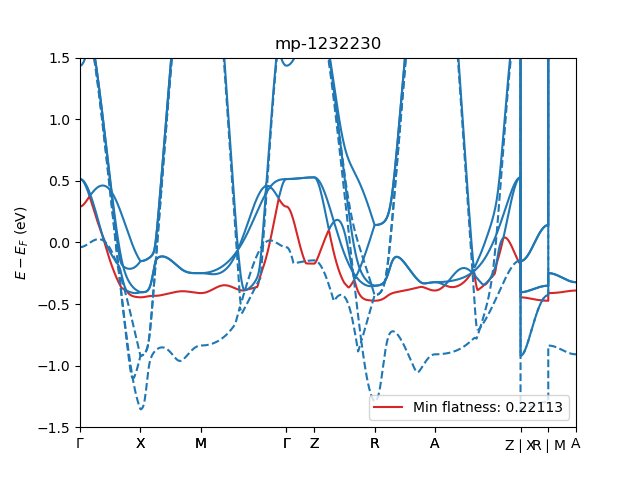 mp-1232230
E − E_F (eV)
1.5
1.0
0.5
0.0
−0.5
−1.0
−1.5
Min flatness: 0.22113
Γ X M Γ Z R A Z | X R | M A